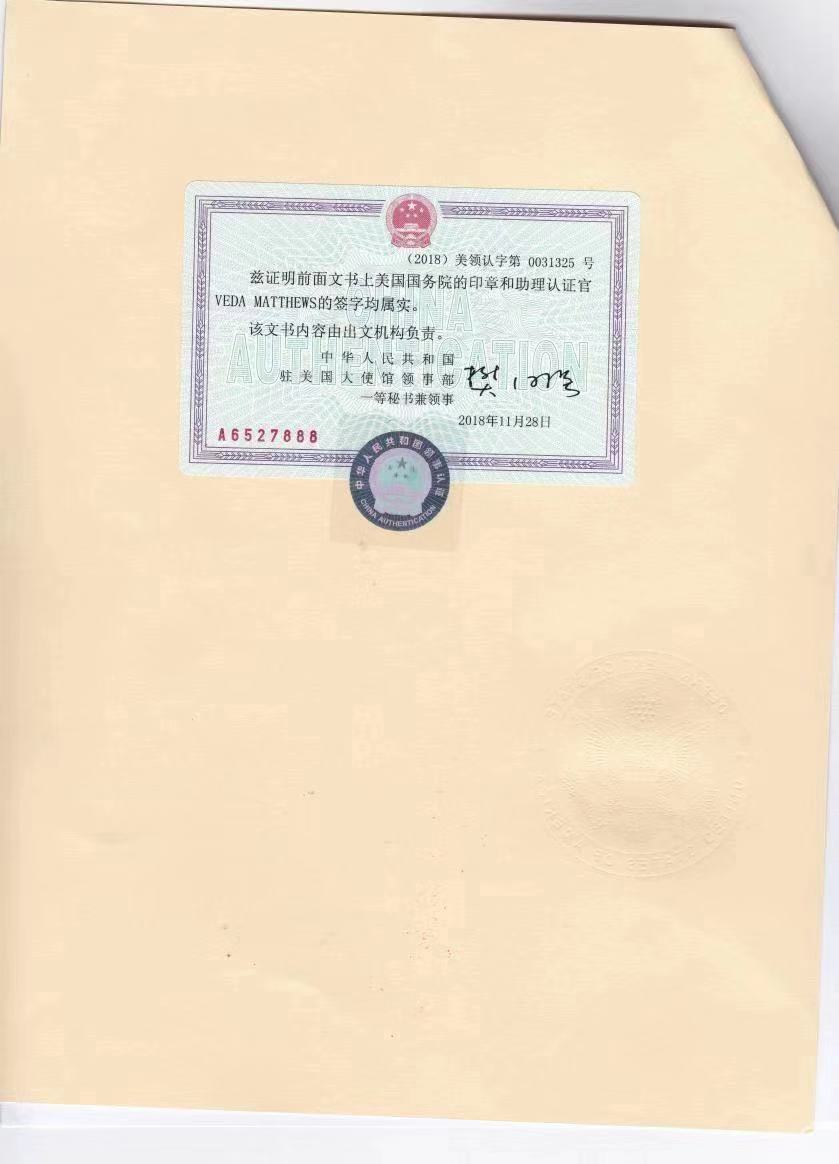 (2018)美领认字第 0031325 号
兹证明前面文书上美国国务院的印章和助理认证官
VEDA MATTHEWS的签字均属实。
该文书内容由出文机构负责。
中华人民共和国
驻美国大使馆领事部
一等秘书兼领事
2018年11月28日
A6527888
CHINA
AUTHENTICATION
中华人民共和国领事认证
CHINA AUTHENTICATION